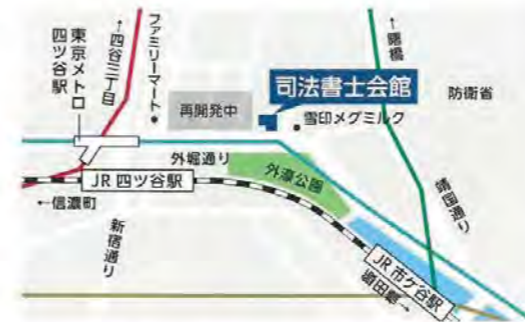 ←四谷三丁目
ファミリーマート
東京メトロ
四ツ谷駅
再開発中
司法書士会館
雪印メグミルク
←曙橋
防衛省
外堀通り
外濠公園
靖国通り
JR 四ツ谷駅
←信濃町
新宿通り
JR 市ケ谷駅
飯田橋→